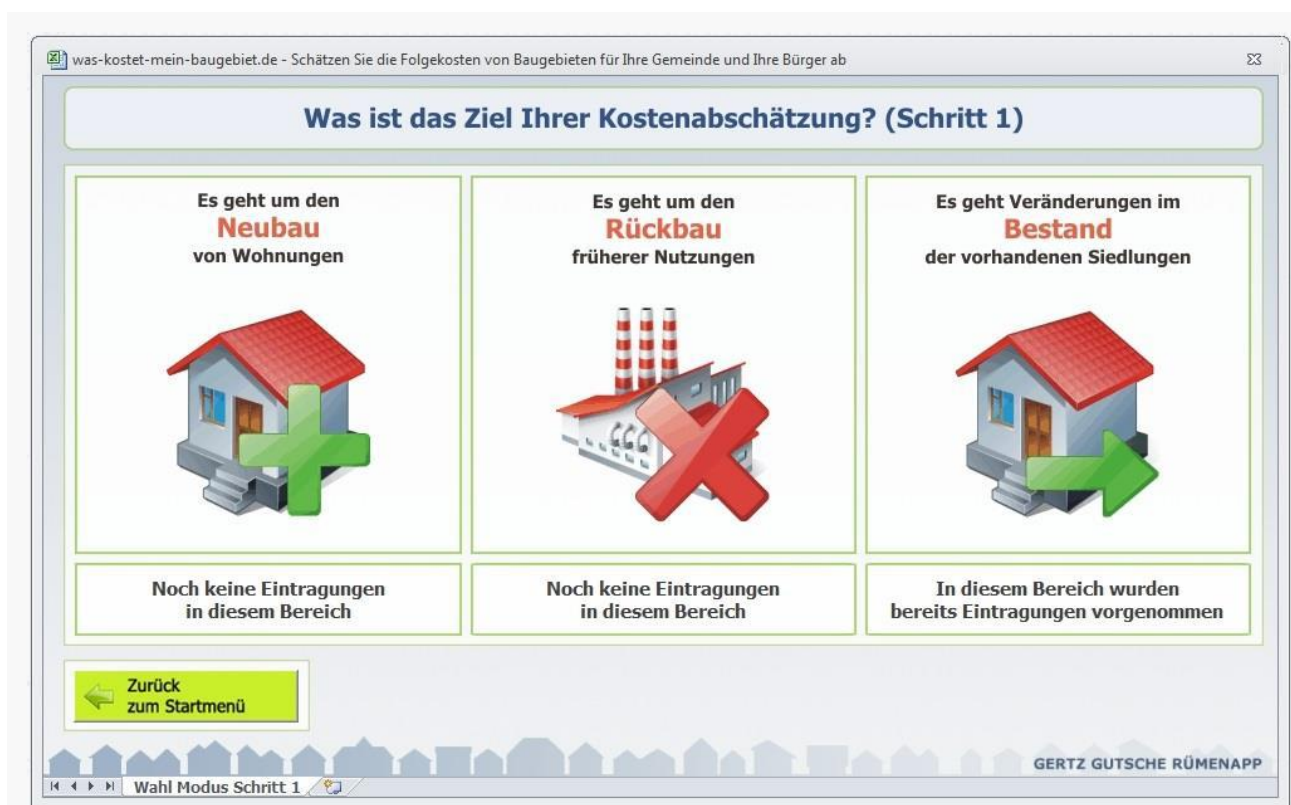 was-kostet-mein-baugebiet.de - Schätzen Sie die Folgekosten von Baugebieten für Ihre Gemeinde und Ihre Bürger ab
Was ist das Ziel Ihrer Kostenabschätzung? (Schritt 1)
Es geht um den
Neubau
von Wohnungen
Noch keine Eintragungen
in diesem Bereich
Es geht um den
Rückbau
früherer Nutzungen
Noch keine Eintragungen
in diesem Bereich
Es geht Veränderungen im
Bestand
der vorhandenen Siedlungen
In diesem Bereich wurden
bereits Eintragungen vorgenommen
Zurück
zum Startmenü
GERTZ GUTSCHE RÜMENAPP
Wahl Modus Schritt 1